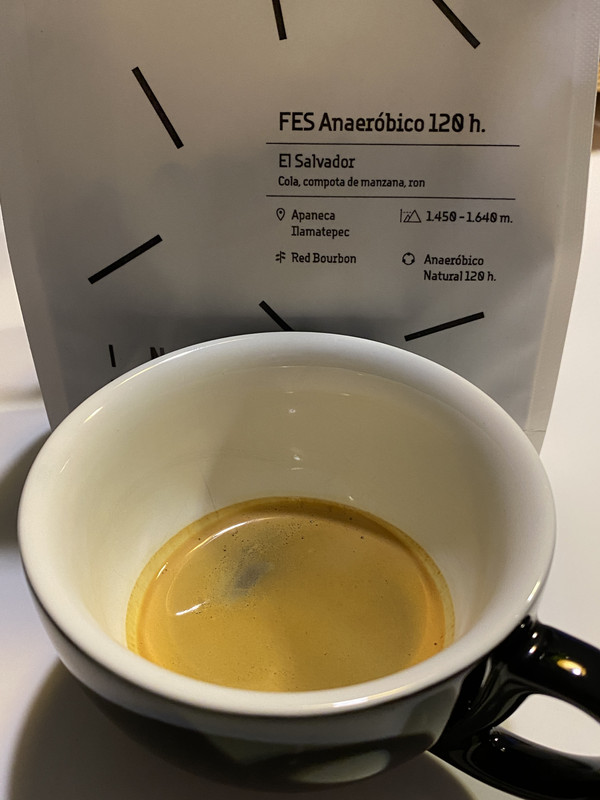 FES Anaeróbico 120 h.
El Salvador
Cola, compota de manzana, ron
Apaneca
Ilamatepec
1.450 - 1.640 m.
Red Bourbon
Anaeróbico
Natural 120 h.